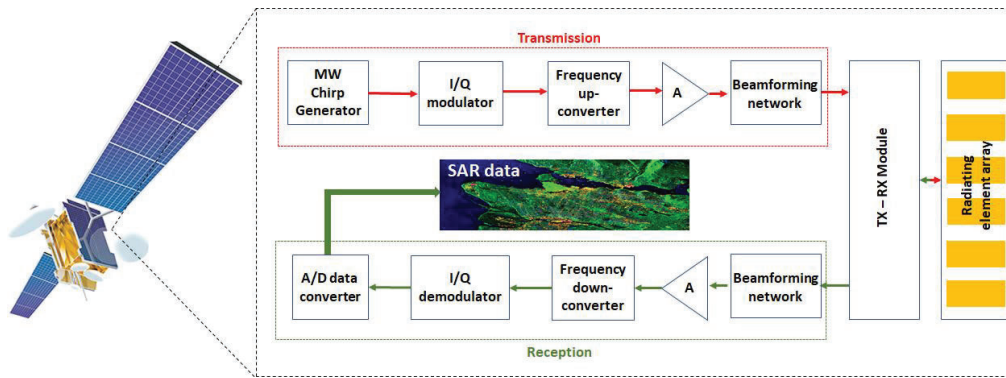 Transmission
MW
Chirp
Generator
I/Q
modulator
Frequency
up-
converter
A
Beamforming
network
TX – RX Module
Radiating
element array
SAR data
A/D data
converter
I/Q
demodulator
Frequency
down-
converter
A
Beamforming
network
Reception